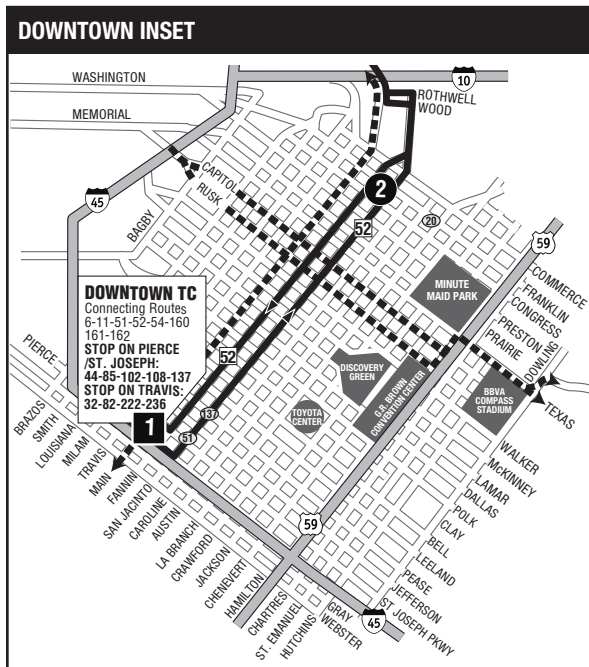 DOWNTOWN INSET
WASHINGTON
10
ROTHWELL
WOOD
MEMORIAL
CAPITOL
RUSK
2
45
BAGBY
20
52
59
COMMERCE
FRANKLIN
CONGRESS
PRESTON
PRAIRIE
DOWLING
TEXAS
MINUTE
MAID PARK
DOWNTOWN TC
Connecting Routes
6-11-51-52-54-160
161-162
STOP ON PIERCE
/ST. JOSEPH:
44-85-102-108-137
STOP ON TRAVIS:
32-82-222-236
52
DISCOVERY
GREEN
G.R. BROWN
CONVENTION CENTER
BBVA
COMPASS
STADIUM
TOYOTA
CENTER
1
51
137
PIERCE
BRAZOS
SMITH
LOUISIANA
MILAM
TRAVIS
MAIN
FANNIN
SAN JACINTO
CAROLINE
AUSTIN
LA BRANCH
CRAWFORD
JACKSON
CHENEVERT
HAMILTON
CHARTRES
ST. EMANUEL
HUTCHINS
59
WALKER
McKINNEY
LAMAR
DALLAS
POLK
CLAY
BELL
LEELAND
PEASE
JEFFERSON
ST JOSEPH PKWY
GRAY
WEBSTER
45